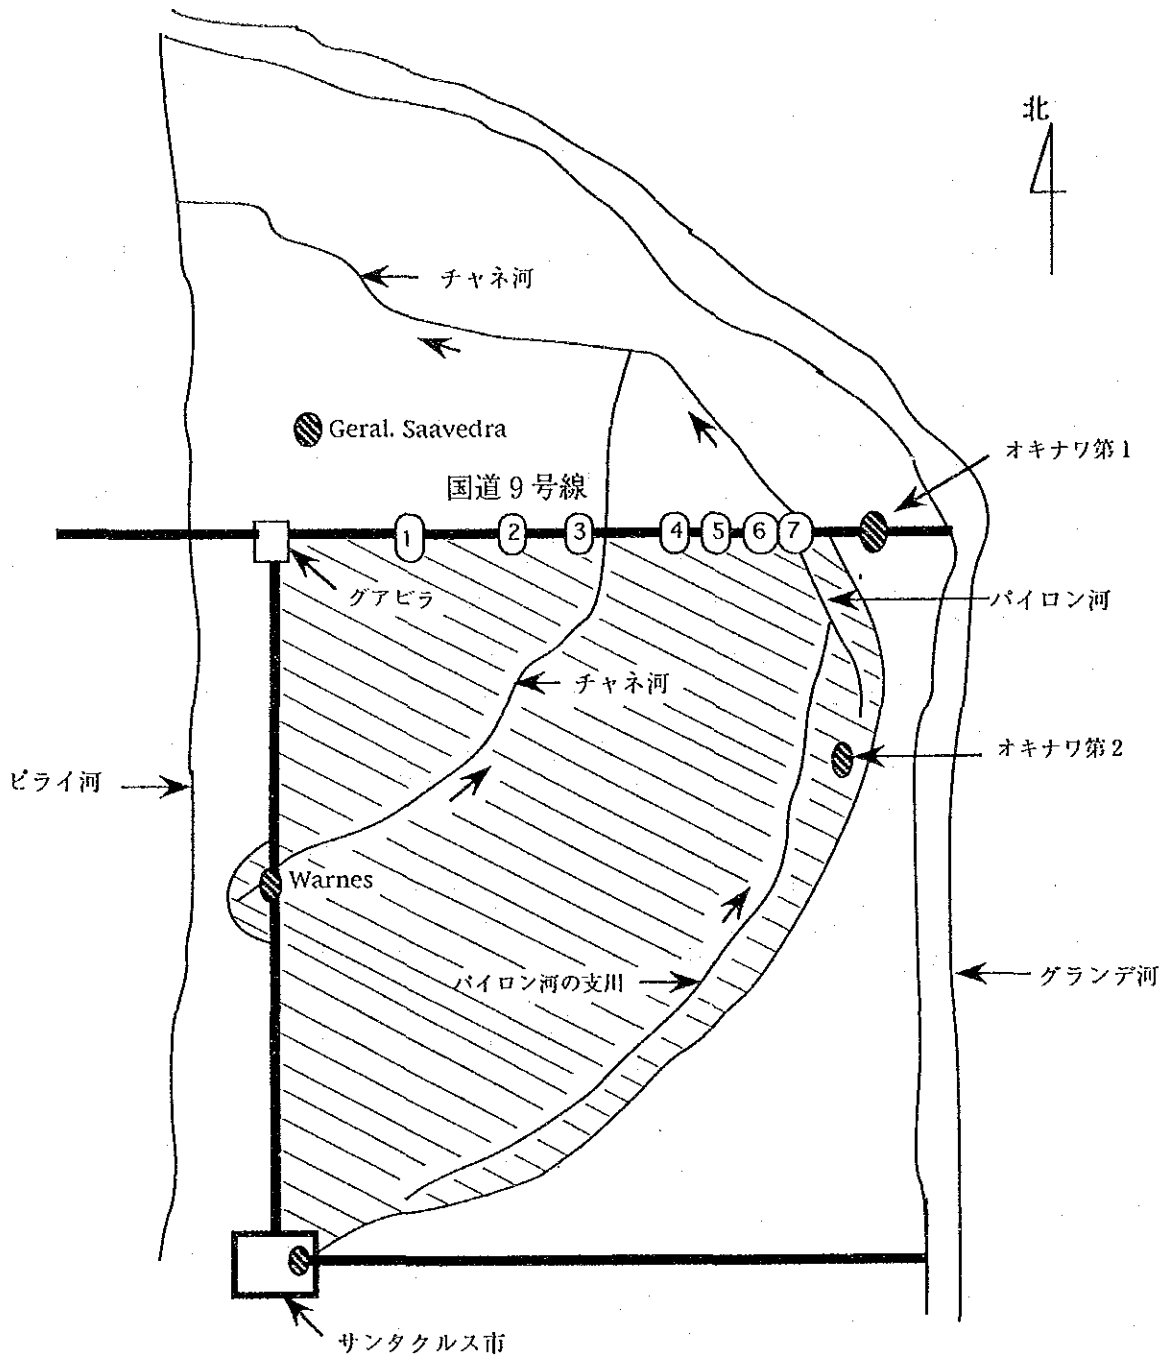 北
チャネ河
Geral. Saavedra
オキナワ第1
国道9号線
1
2
3
4
5
6
7
グアビラ
パイロン河
チャネ河
オキナワ第2
ピライ河
Warnes
パイロン河の支川
グランデ河
サンタクルス市